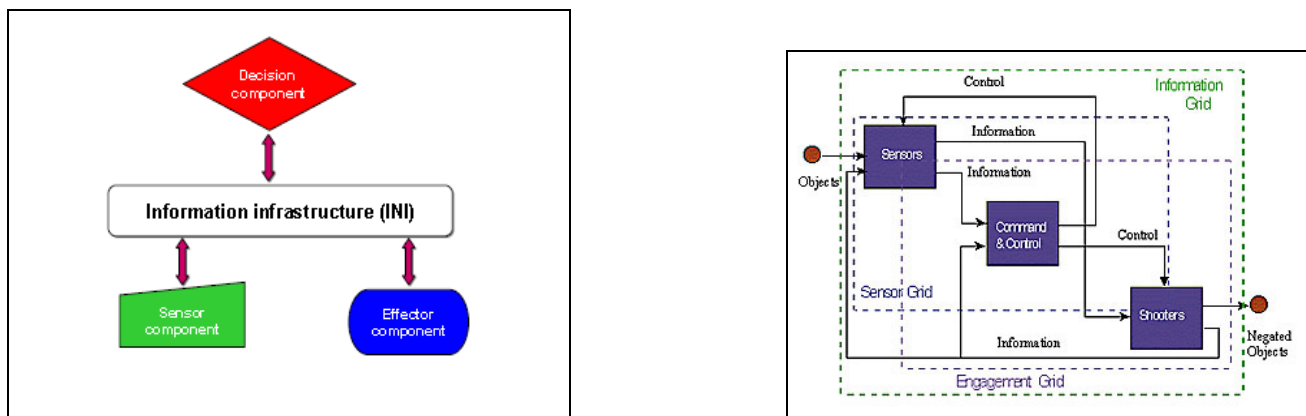 Decision
component
Information infrastructure (INI)
Sensor
component
Effector
component
Control
Information
Grid
Information
Sensors
Objects
Information
Command
& Control
Control
Sensor Grid
Shooters
Information
Negated
Objects
Engagement Grid